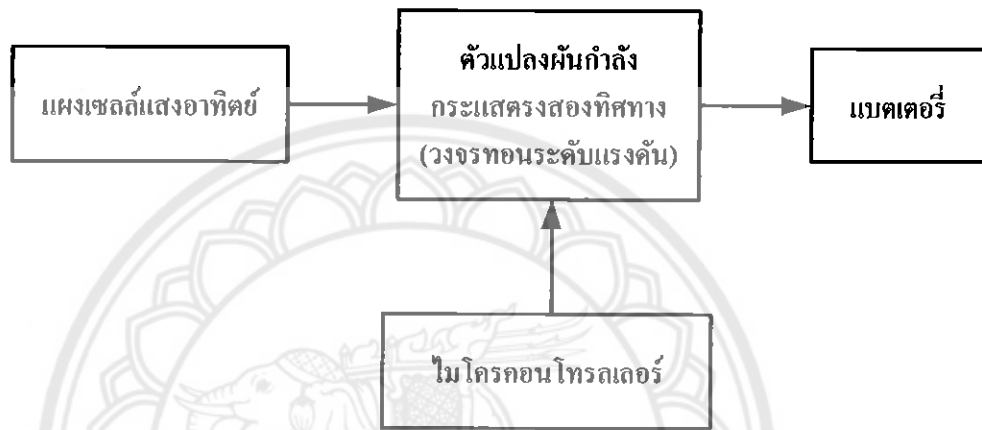 แผงเซลล์แสงอาทิตย์
ตัวแปลงผันกำลัง
กระแสตรงสองทิศทาง
(วงจรทอนระดับแรงดัน)
แบตเตอรี่
ไมโครคอนโทรลเลอร์